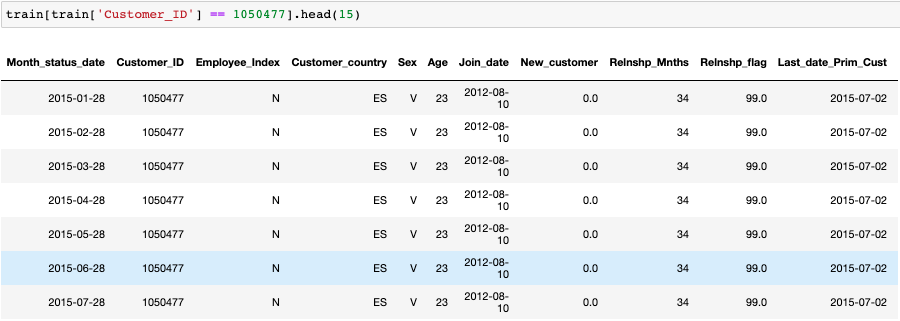 train[train['Customer_ID'] == 1050477].head(15)
Month_status_date Customer_ID Employee_Index Customer_country Sex Age Join_date New_customer Relnshp_Mnths Relnshp_flag Last_date_Prim_Cust
2015-01-28 1050477 N ES V 23 2012-08-10 0.0 34 99.0 2015-07-02
2015-02-28 1050477 N ES V 23 2012-08-10 0.0 34 99.0 2015-07-02
2015-03-28 1050477 N ES V 23 2012-08-10 0.0 34 99.0 2015-07-02
2015-04-28 1050477 N ES V 23 2012-08-10 0.0 34 99.0 2015-07-02
2015-05-28 1050477 N ES V 23 2012-08-10 0.0 34 99.0 2015-07-02
2015-06-28 1050477 N ES V 23 2012-08-10 0.0 34 99.0 2015-07-02
2015-07-28 1050477 N ES V 23 2012-08-10 0.0 34 99.0 2015-07-02